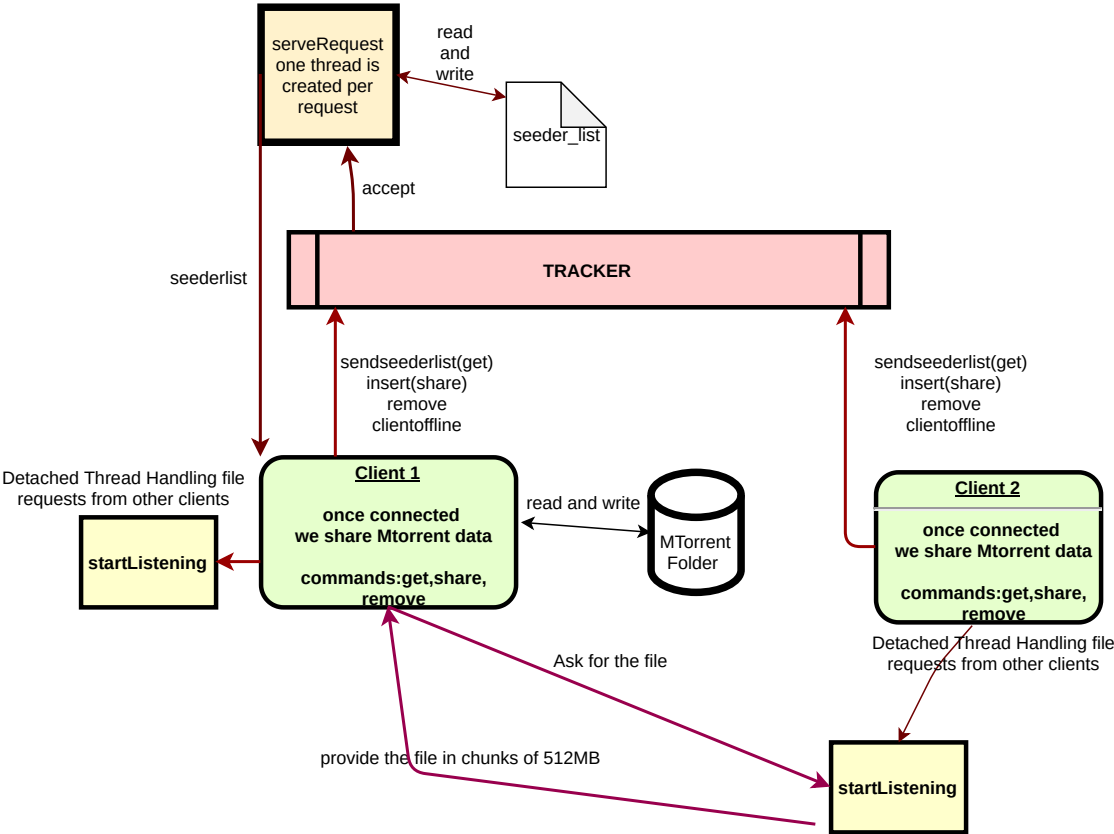 serveRequest
one thread is
created per
request
read
and
write
seeder_list
accept
TRACKER
seederlist
sendseederlist(get)
insert(share)
remove
clientoffline
sendseederlist(get)
insert(share)
remove
clientoffline
Detached Thread Handling file
requests from other clients
startListening
Client 1
once connected
we share Mtorrent data
commands:get,share,
remove
read and write
MTorrent
Folder
Client 2
once connected
we share Mtorrent data
commands:get,share,
remove
Detached Thread Handling file
requests from other clients
Ask for the file
provide the file in chunks of 512MB
startListening